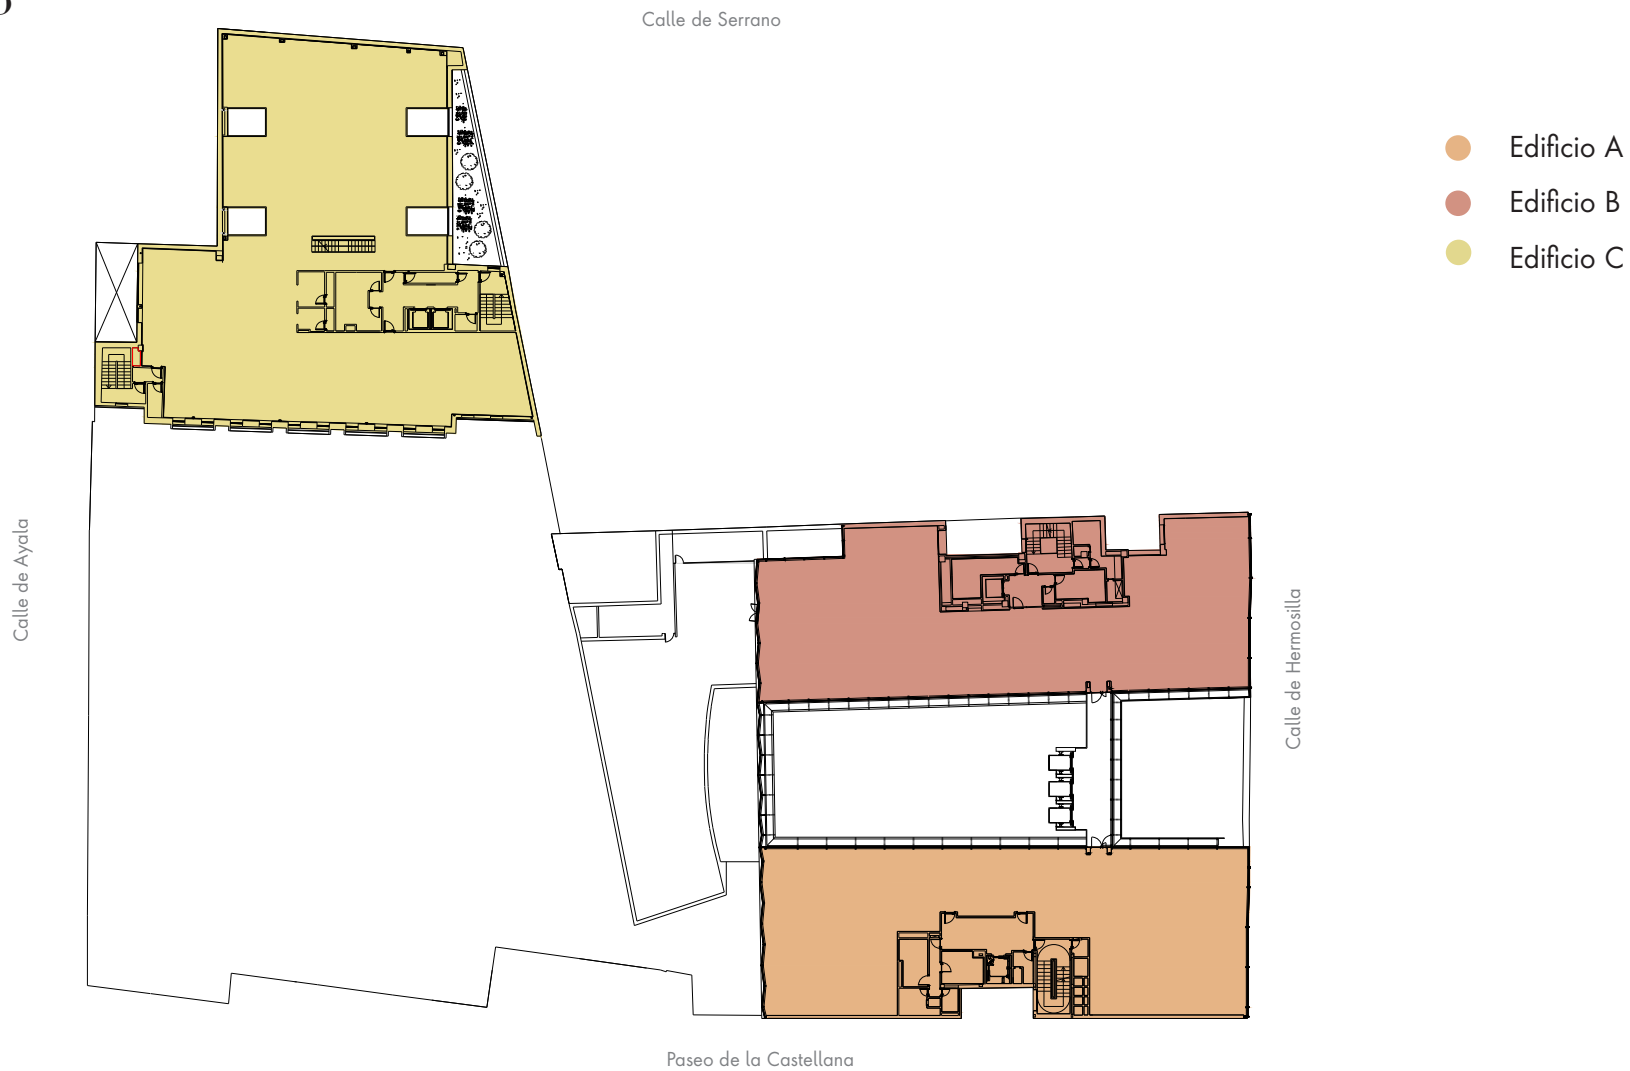 Calle de Serrano
Edificio A
Edificio B
Edificio C
Calle de Ayala
Calle de Hermosilla
Paseo de la Castellana